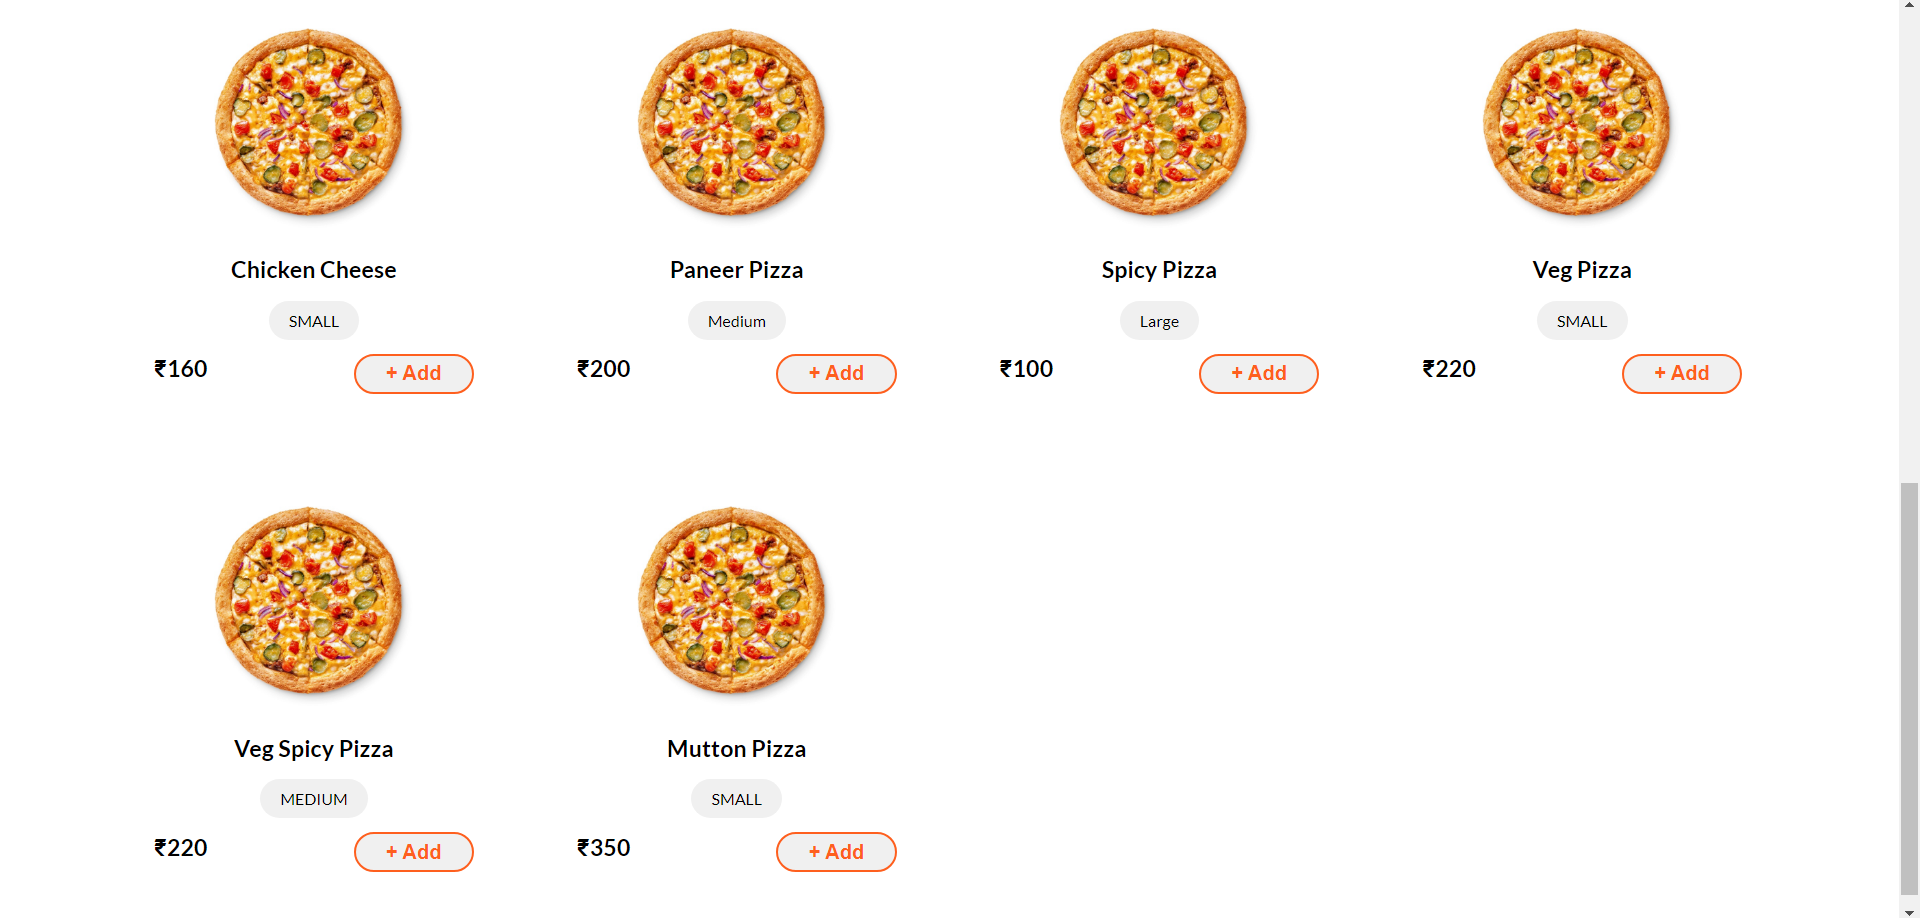 Chicken Cheese
SMALL
₹160
+ Add
Paneer Pizza
Medium
₹200
+ Add
Spicy Pizza
Large
₹100
+ Add
Veg Pizza
SMALL
₹220
+ Add
Veg Spicy Pizza
MEDIUM
₹220
+ Add
Mutton Pizza
SMALL
₹350
+ Add